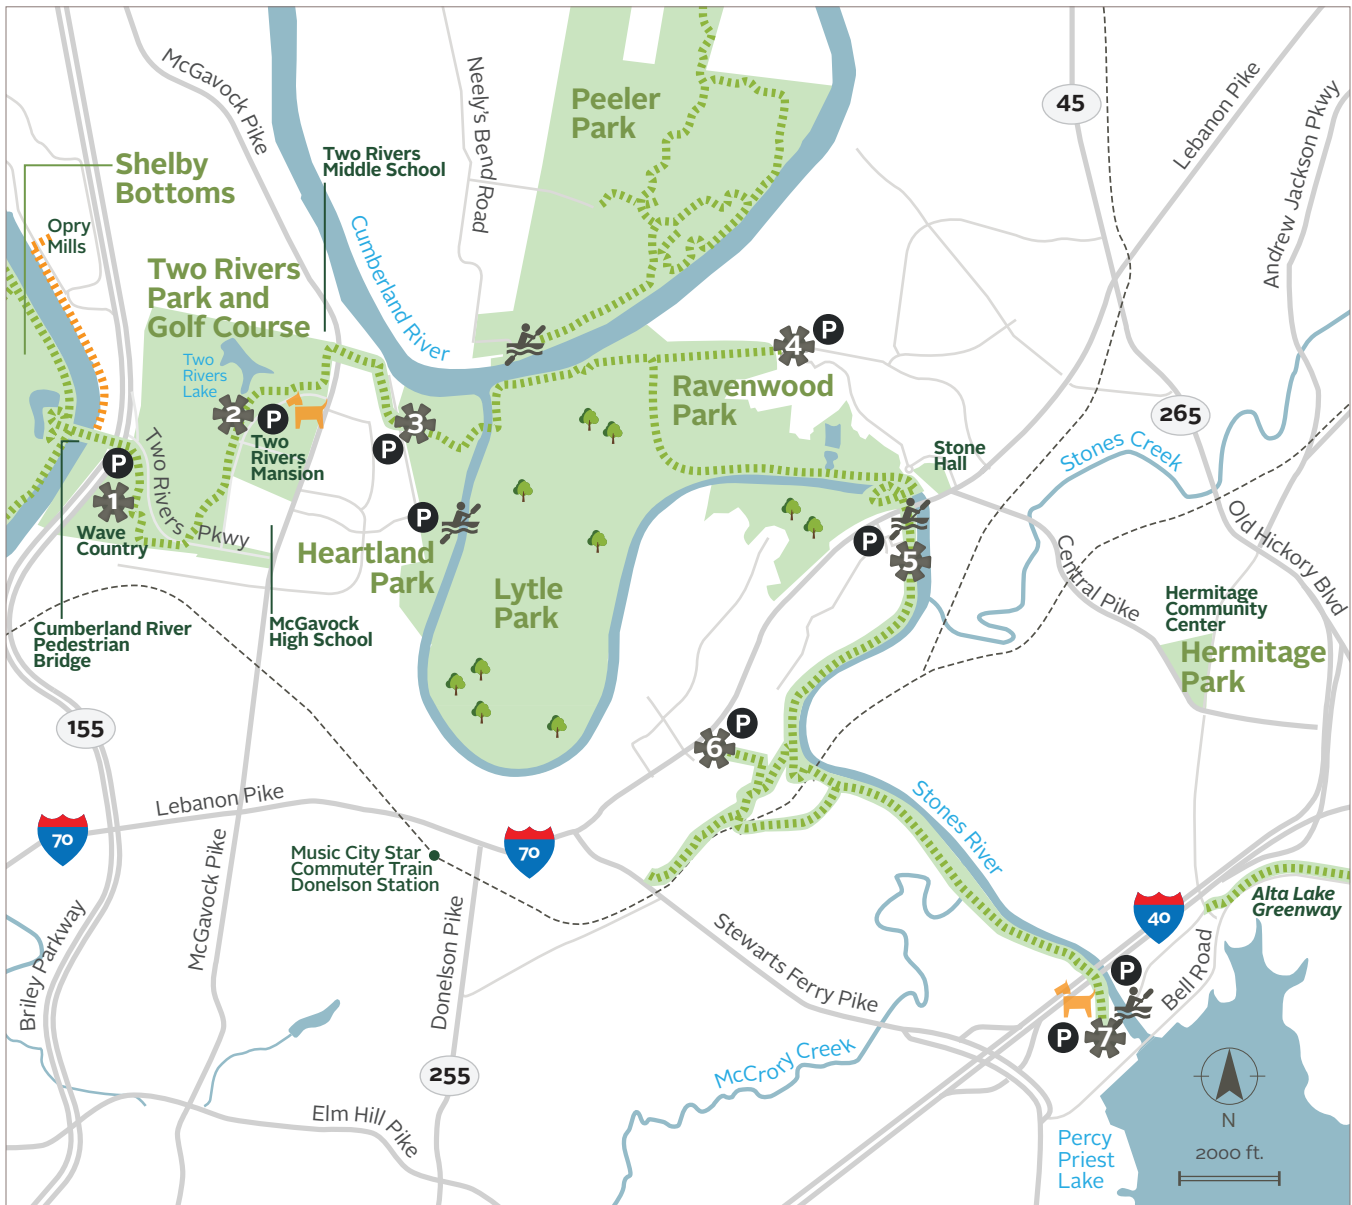 McGavock Pike
Neely's Bend Road
Peeler
Park
45
Lebanon Pike
Andrew Jackson Pkwy
Shelby
Bottoms
Two Rivers
Middle School
Opry
Mills
Cumberland River
Two Rivers
Park and
Golf Course
Two
Rivers
Lake
P
4
Ravenwood
Park
2
P
3
P
Two
Rivers
Mansion
265
Stones Creek
Stone
Hall
P
1
Two Rivers Pkwy
Wave
Country
P
Heartland
Park
Lytle
Park
P
5
Old Hickory Blvd
Central Pike
Hermitage
Community
Center
Hermitage
Park
Cumberland River
Pedestrian
Bridge
McGavock
High School
155
P
6
Lebanon Pike
70
70
Stones River
McGavock Pike
Music City Star
Commuter Train
Donelson Station
Donelson Pike
Stewarts Ferry Pike
Alta Lake
Greenway
40
Briley Parkway
Bell Road
P
P
7
McCrory Creek
255
Elm Hill Pike
N
2000 ft.
Percy
Priest
Lake